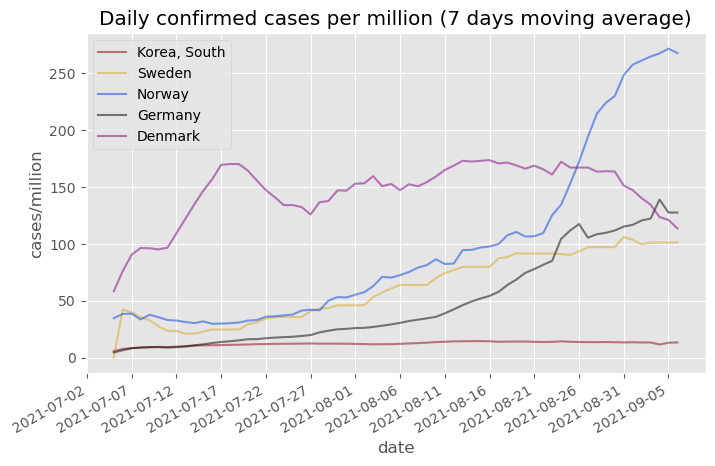 Daily confirmed cases per million (7 days moving average)
Korea, South
Sweden
Norway
Germany
Denmark
250
200
150
100
50
0
cases/million
2021-07-02
2021-07-07
2021-07-12
2021-07-17
2021-07-22
2021-07-27
2021-08-01
2021-08-06
2021-08-11
2021-08-16
2021-08-21
2021-08-26
2021-08-31
2021-09-05
date